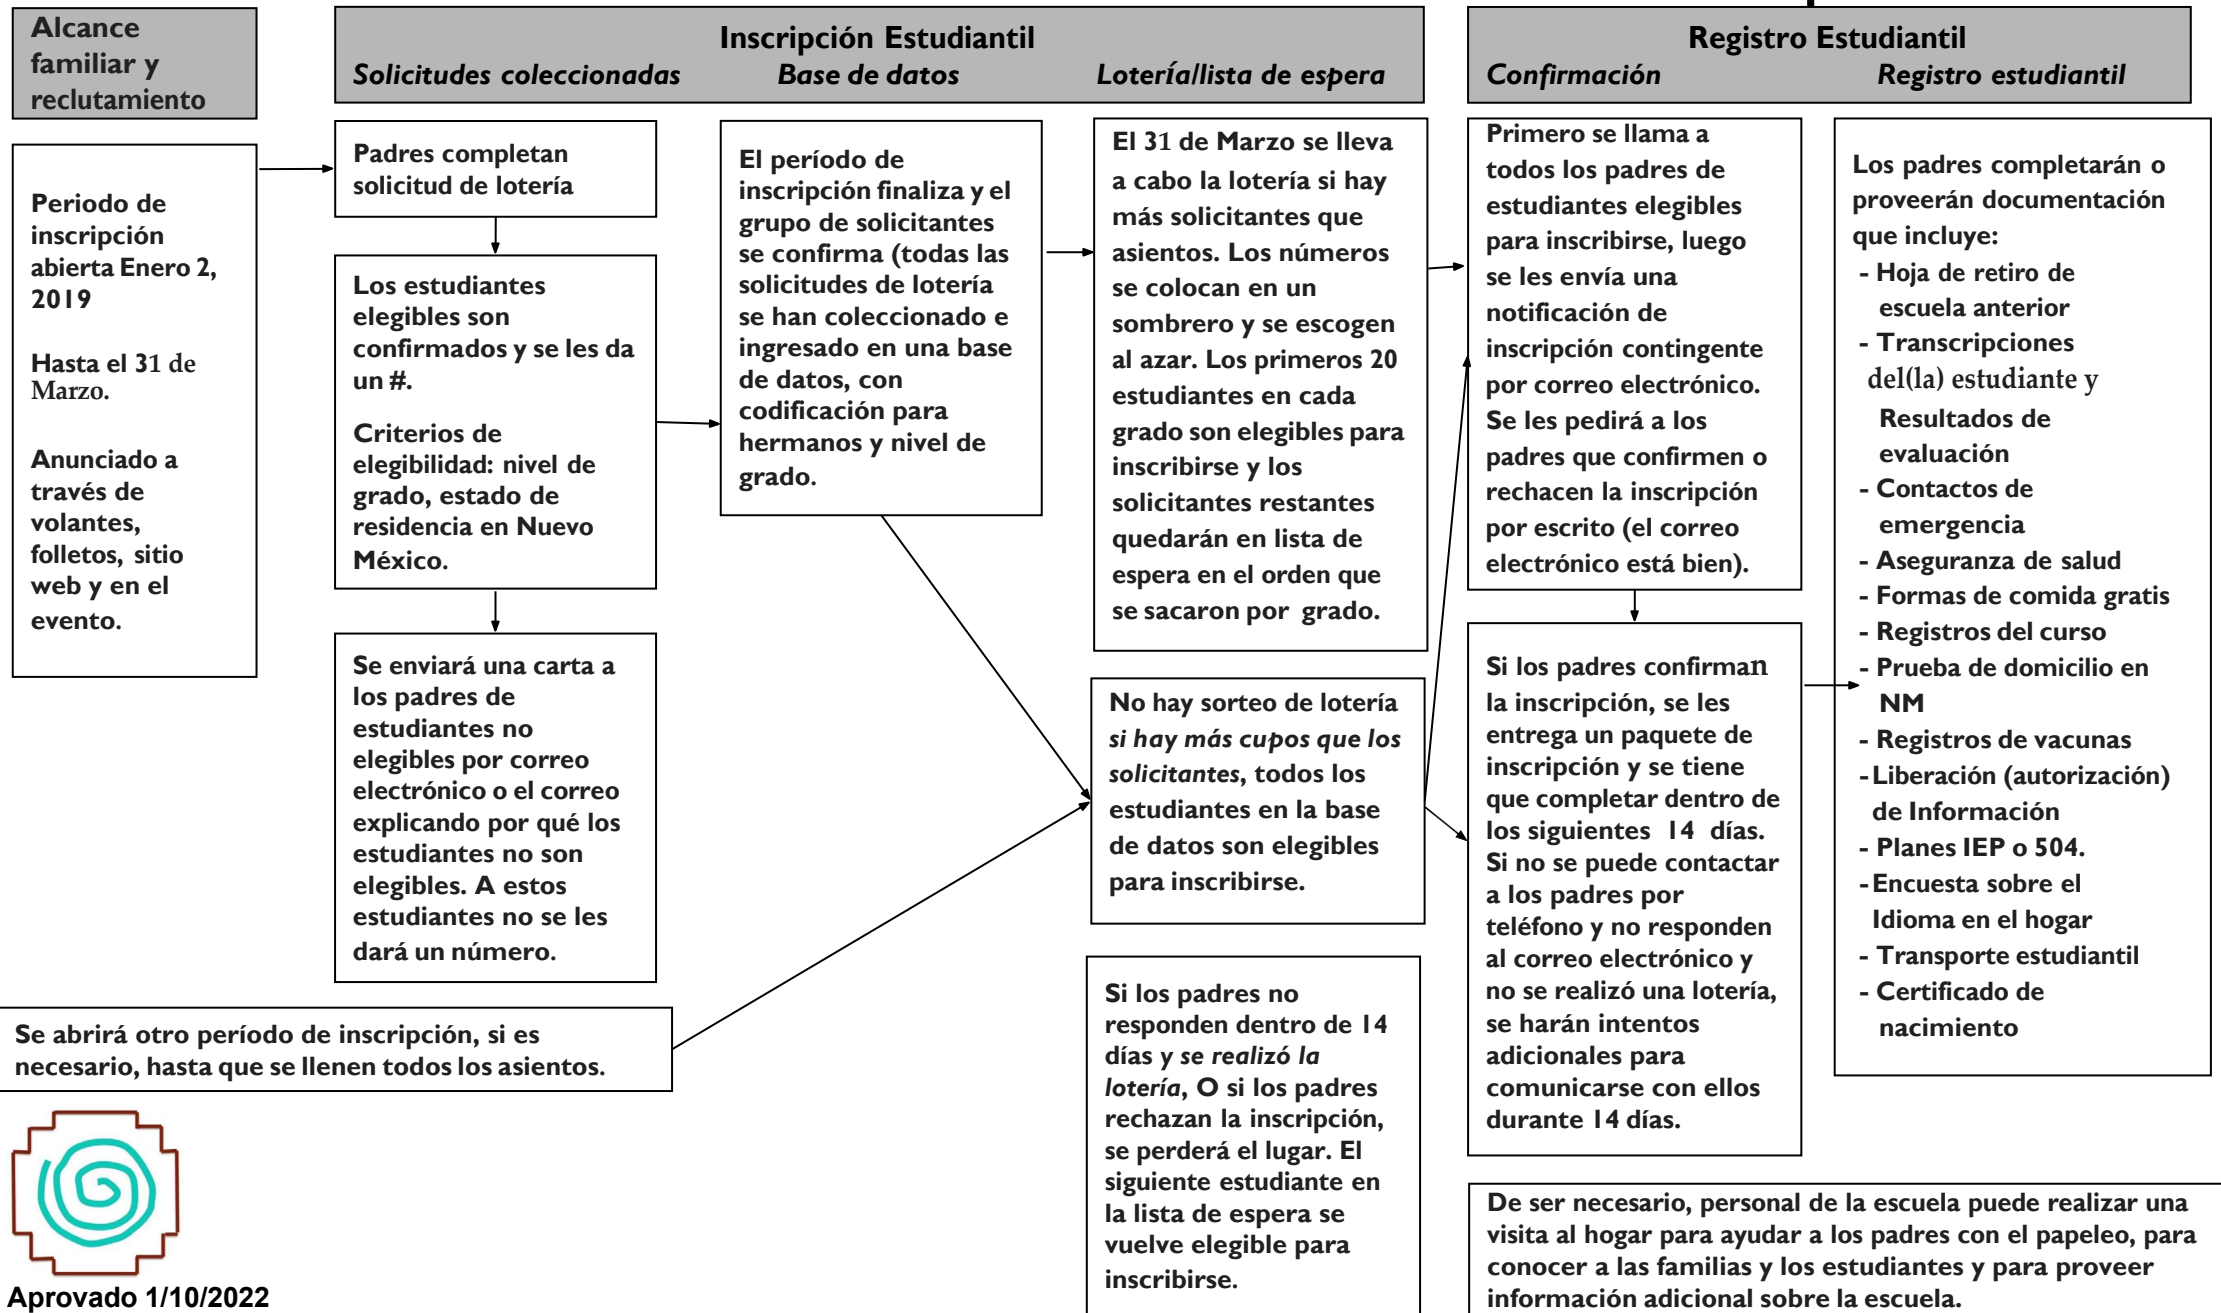 Alcance
familiar y
reclutamiento
Inscripción Estudiantil
Solicitudes coleccionadas
Base de datos
Lotería/lista de espera
Registro Estudiantil
Confirmación
Registro estudiantil
Periodo de
inscripción
abierta Enero 2,
2019
Hasta el 31 de
Marzo.
Anunciado a
través de
volantes,
folletos, sitio
web y en el
evento.
Padres completan
solicitud de lotería
Los estudiantes
elegibles son
confirmados y se les da
un #.
Criterios de
elegibilidad: nivel de
grado, estado de
residencia en Nuevo
México.
Se enviará una carta a
los padres de
estudiantes no
elegibles por correo
electrónico o el correo
explicando por qué los
estudiantes no son
elegibles. A estos
estudiantes no se les
dará un número.
Se abrirá otro período de inscripción, si es
necesario, hasta que se llenen todos los asientos.
El período de
inscripción finaliza y el
grupo de solicitantes
se confirma (todas las
solicitudes de lotería
se han coleccionado e
ingresado en una base
de datos, con
codificación para
hermanos y nivel de
grado.
El 31 de Marzo se lleva
a cabo la lotería si hay
más solicitantes que
asientos. Los números
se colocan en un
sombrero y se escogen
al azar. Los primeros 20
estudiantes en cada
grado son elegibles para
inscribirse y los
solicitantes restantes
quedarán en lista de
espera en el orden que
se sacaron por grado.
No hay sorteo de lotería
si hay más cupos que los
solicitantes, todos los
estudiantes en la base
de datos son elegibles
para inscribirse.
Si los padres no
responden dentro de 14
días y se realizó la
lotería, O si los padres
rechazan la inscripción,
se perderá el lugar. El
siguiente estudiante en
la lista de espera se
vuelve elegible para
inscribirse.
Primero se llama a
todos los padres de
estudiantes elegibles
para inscribirse, luego
se les envía una
notificación de
inscripción contingente
por correo electrónico.
Se les pedirá a los
padres que confirmen o
rechacen la inscripción
por escrito (el correo
electrónico está bien).
Si los padres confirman
la inscripción, se les
entrega un paquete de
inscripción y se tiene
que completar dentro de
los siguientes 14 días.
Si no se puede contactar
a los padres por
teléfono y no responden
al correo electrónico y
no se realizó una lotería,
se harán intentos
adicionales para
comunicarse con ellos
durante 14 días.
Los padres completarán o
proveerán documentación
que incluye:
- Hoja de retiro de
escuela anterior
- Transcripciones
del(la) estudiante y
Resultados de
evaluación
- Contactos de
emergencia
- Aseguranza de salud
- Formas de comida gratis
- Registros del curso
- Prueba de domicilio en
NM
- Registros de vacunas
-Liberación (autorización)
de Información
- Planes IEP o 504.
-Encuesta sobre el
Idioma en el hogar
- Transporte estudiantil
- Certificado de
nacimiento
De ser necesario, personal de la escuela puede realizar una
visita al hogar para ayudar a los padres con el papeleo, para
conocer a las familias y los estudiantes y para proveer
información adicional sobre la escuela.
Aprovado 1/10/2022